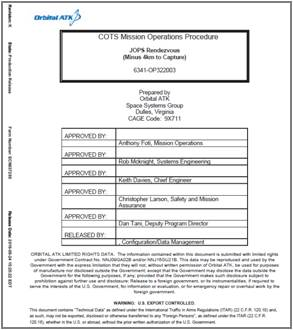 Orbital ATK
COTS Mission Operations Procedure
JOPS Rendezvous
(Minus 4km to Capture)
6341-OP322003
Prepared by
Orbital ATK
Space Systems Group
Dulles, Virginia
CAGE Code: 9X711
APPROVED BY:
Anthony Foti, Mission Operations
APPROVED BY:
Rob Mcknight, Systems Engineering
APPROVED BY:
Keith Davies, Chief Engineer
APPROVED BY:
Christopher Larson, Safety and Mission
Assurance
APPROVED BY:
Dan Tani, Deputy Program Director
RELEASED BY:
, Configuration/Data Management
ORBITAL ATK LIMITED RIGHTS DATA. The information contained within this document is submitted with limited rights
under Government Contract No. and This data may be reproduced and used by the
Government with the express limitation that they will not, without written permission of Orbital ATK, be used for purposes
of manufacture nor disclosed outside the Government; except that the Government may disclose the data outside the
Government for the following purposes, if any; provided, that the Government makes such disclosure subject to
prohibition against further use and disclosure: Release to a foreign government, or its instrumentalities, if required to
serve the interests of the U.S. Government, for information or evaluation, or for emergency repair or overhaul work by the
foreign government.
WARNING: U.S. EXPORT CONTROLLED.
This document contains "Technical Data" as defined under the International Traffic in Arms Regulations (ITAR) (22 C.F.R. 120.10) and,
as such, may not be exported, disclosed or otherwise transferred to any "Foreign Person", as defined under the ITAR (22 C.F.R.
120.16), whether in the U.S. or abroad, without the prior written authorization of the U.S. Government.
Revision:
State: Production Release
Form Number:
Release Date: